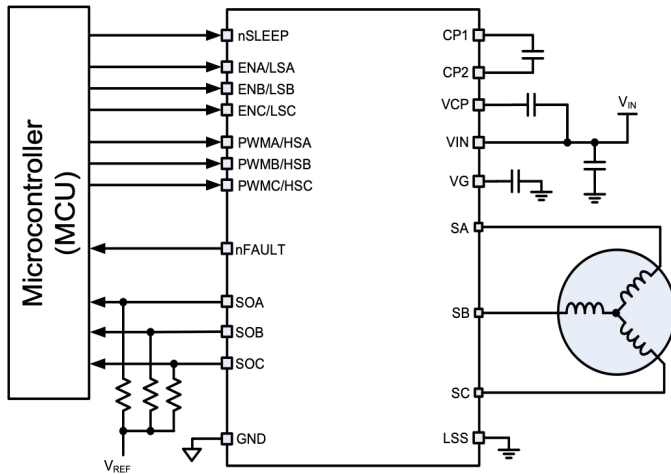 Microcontroller
(MCU)
nSLEEP
ENA/LSA
ENB/LSB
ENC/LSC
PWMA/HSA
PWMB/HSB
PWMC/HSC
nFAULT
SOA
SOB
SOC
GND
VREF
CP1
CP2
VCP
VIN
VG
SA
SB
SC
LSS
VIN